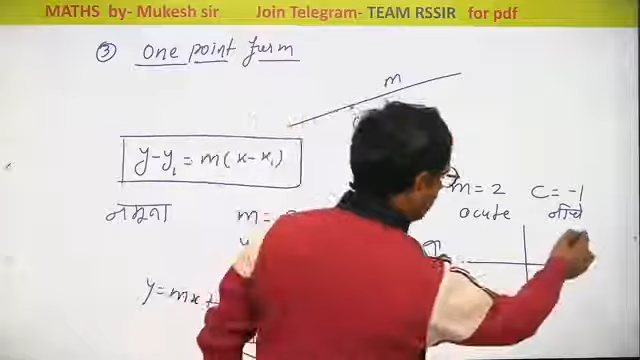 MATHS by- Mukesh sir Join Telegram- TEAM RSSIR for pdf
③ One point form
m
y-y₁ = m(x-x₁)
m = 2 C = -1
नमूना
acute नीचे
m =
y = mx +